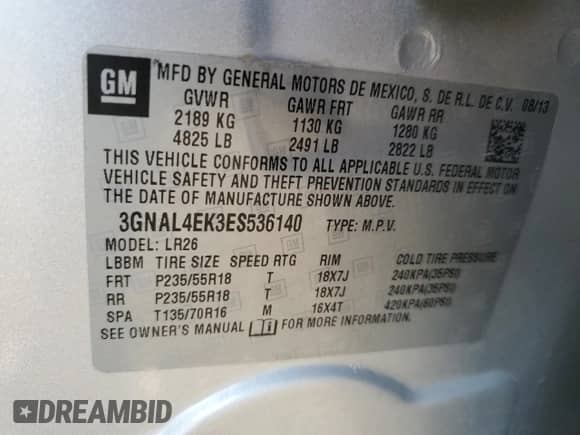 GM
MFD BY GENERAL MOTORS DE MEXICO, S. DE R.L. DE C.V. 08/13
GVWR GAWR FRT GAWR RR
2189 KG 1130 KG 1280 KG
4825 LB 2491 LB 2822 LB
THIS VEHICLE CONFORMS TO ALL APPLICABLE U.S. FEDERAL MOTOR
VEHICLE SAFETY AND THEFT PREVENTION STANDARDS IN EFFECT ON
THE DATE OF MANUFACTURE SHOWN ABOVE.
3GNAL4EK3ES536140 TYPE: M.P.V.
MODEL: LR26
LBBM TIRE SIZE SPEED RTG RIM COLD TIRE PRESSURE
FRT P235/55R18 T 18X7J 240KPA(35PSI)
RR P235/55R18 T 18X7J 240KPA(35PSI)
SPA T135/70R16 M 16X4T 420KPA(60PSI)
SEE OWNER'S MANUAL FOR MORE INFORMATION
DREAMBID